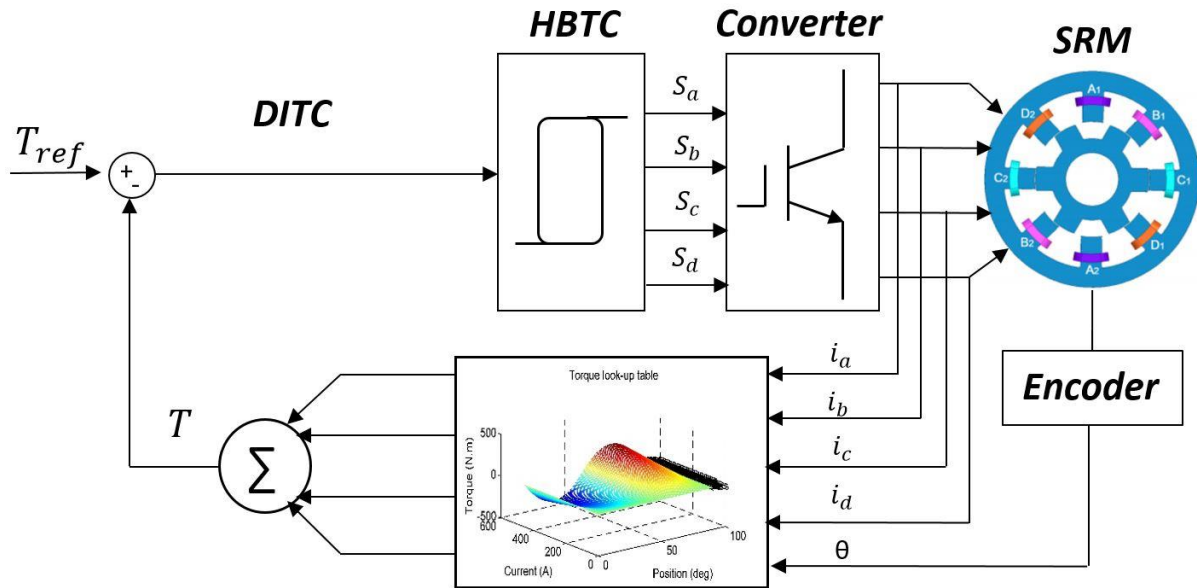 HBTC
Converter
SRM
DITC
T_ref
+
-
S_a
S_b
S_c
S_d
A1
B1
C1
D1
A2
B2
C2
D2
i_a
i_b
i_c
i_d
θ
Encoder
T
∑
Torque look-up table
Torque (N.m)
500
0
-500
600
400
200
0
Current (A)
0
50
100
Position (deg)